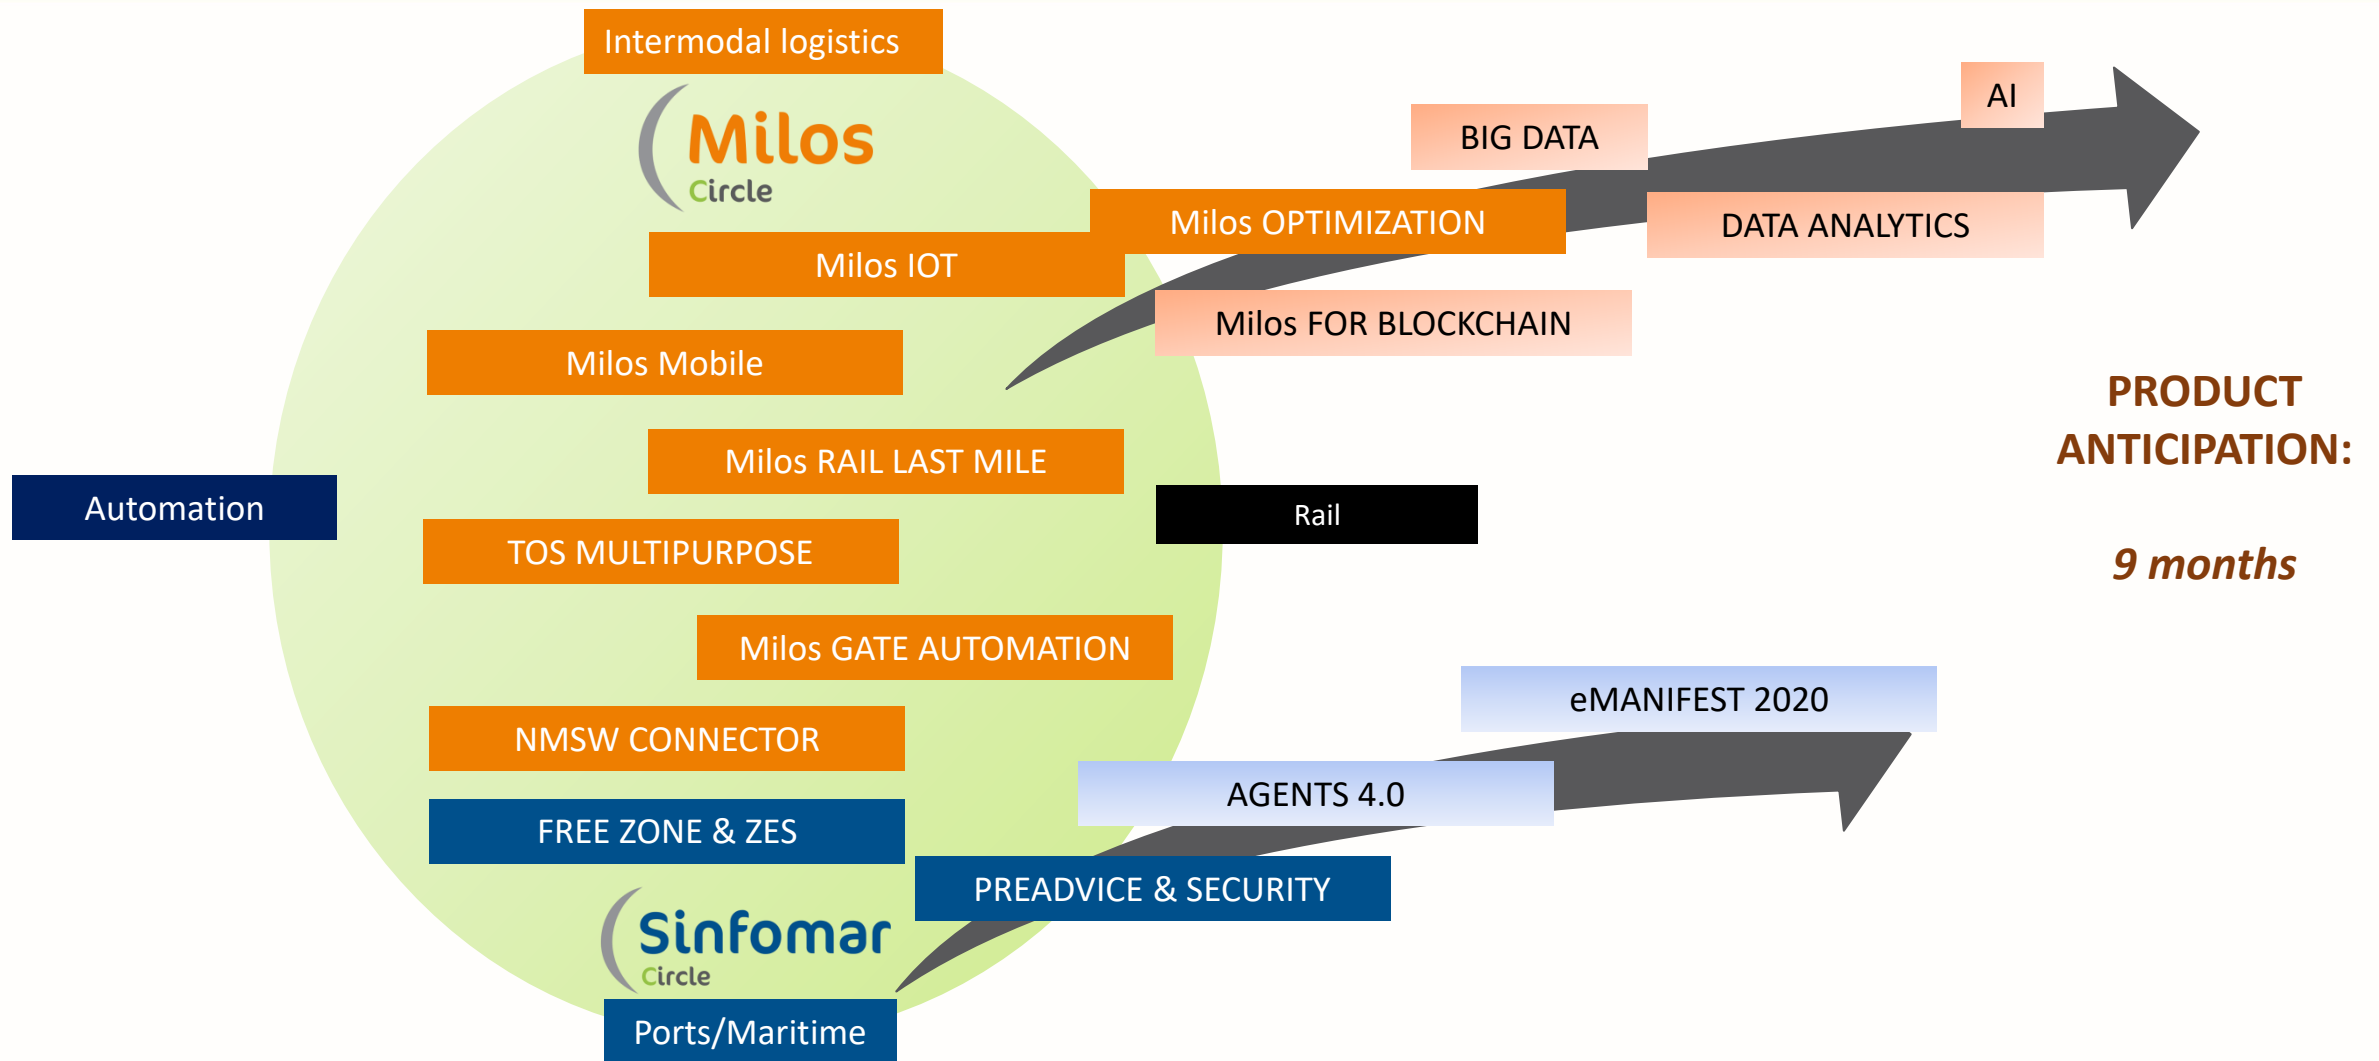 Intermodal logistics
Milos
Circle
AI
BIG DATA
Milos OPTIMIZATION
DATA ANALYTICS
Milos IOT
Milos FOR BLOCKCHAIN
Milos Mobile
PRODUCT
ANTICIPATION:
9 months
Milos RAIL LAST MILE
Automation
Rail
TOS MULTIPURPOSE
Milos GATE AUTOMATION
eMANIFEST 2020
NMSW CONNECTOR
AGENTS 4.0
FREE ZONE & ZES
PREADVICE & SECURITY
Sinfomar
Circle
Ports/Maritime